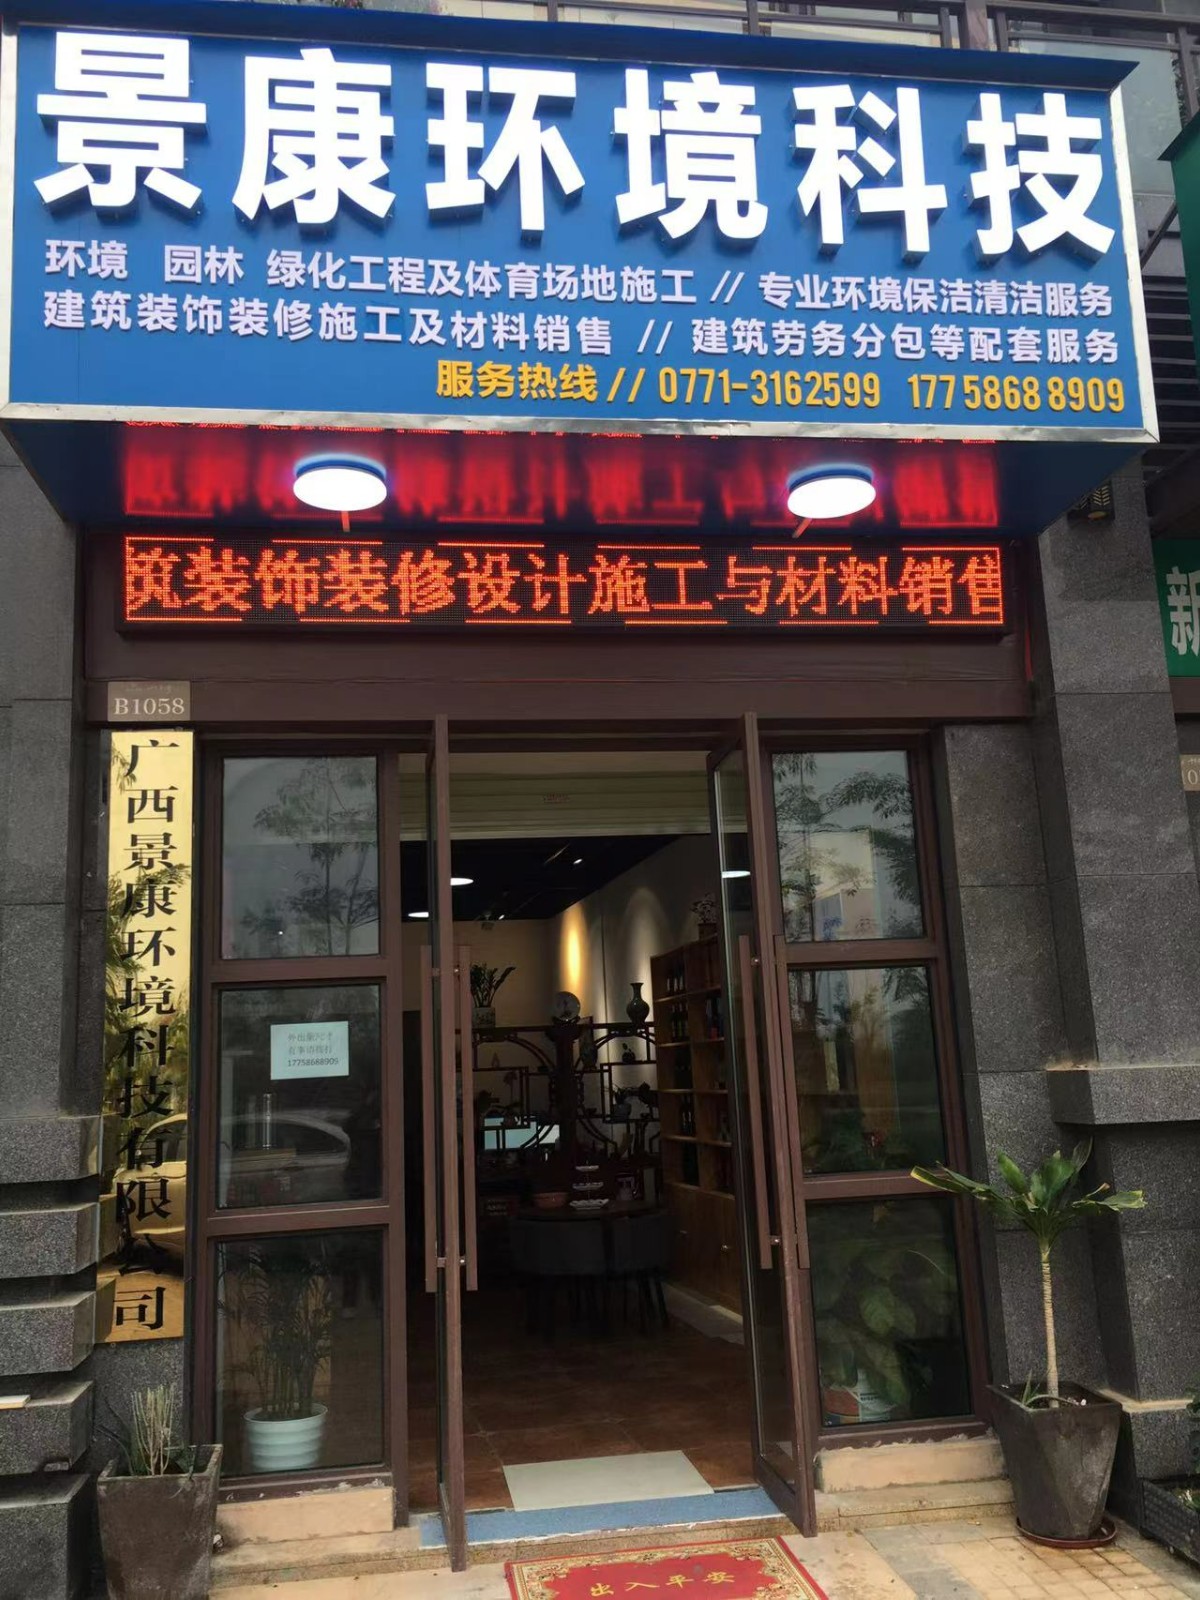 景康环境科技
环境 园林 绿化工程及体育场地施工 // 专业环境保洁清洁服务
建筑装饰装修施工及材料销售 // 建筑劳务分包等配套服务
服务热线 // 0771-3162599 17758688909
筑装饰装修设计施工与材料销售
新
B1058
广西景康环境科技有限公司
17758688909
出入平安